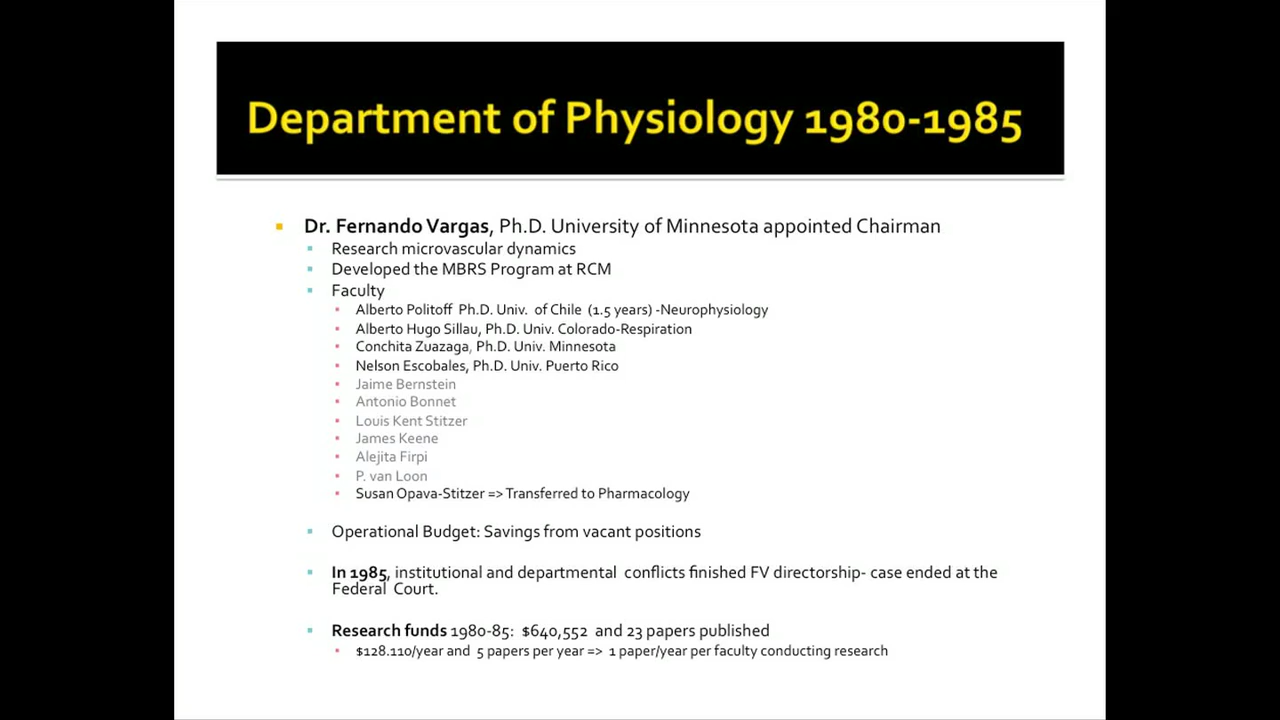 Department of Physiology 1980-1985
Dr. Fernando Vargas, Ph.D. University of Minnesota appointed Chairman
Research microvascular dynamics
Developed the MBRS Program at RCM
Faculty
Alberto Politoff Ph.D. Univ. of Chile (1.5 years) -Neurophysiology
Alberto Hugo Sillau, Ph.D. Univ. Colorado-Respiration
Conchita Zuazaga, Ph.D. Univ. Minnesota
Nelson Escobales, Ph.D. Univ. Puerto Rico
Jaime Bernstein
Antonio Bonnet
Louis Kent Stitzer
James Keene
Alejita Firpi
P. van Loon
Susan Opava-Stitzer => Transferred to Pharmacology
Operational Budget: Savings from vacant positions
In 1985, institutional and departmental conflicts finished FV directorship- case ended at the
Federal Court.
Research funds 1980-85: $640,552 and 23 papers published
$128.110/year and 5 papers per year => 1 paper/year per faculty conducting research